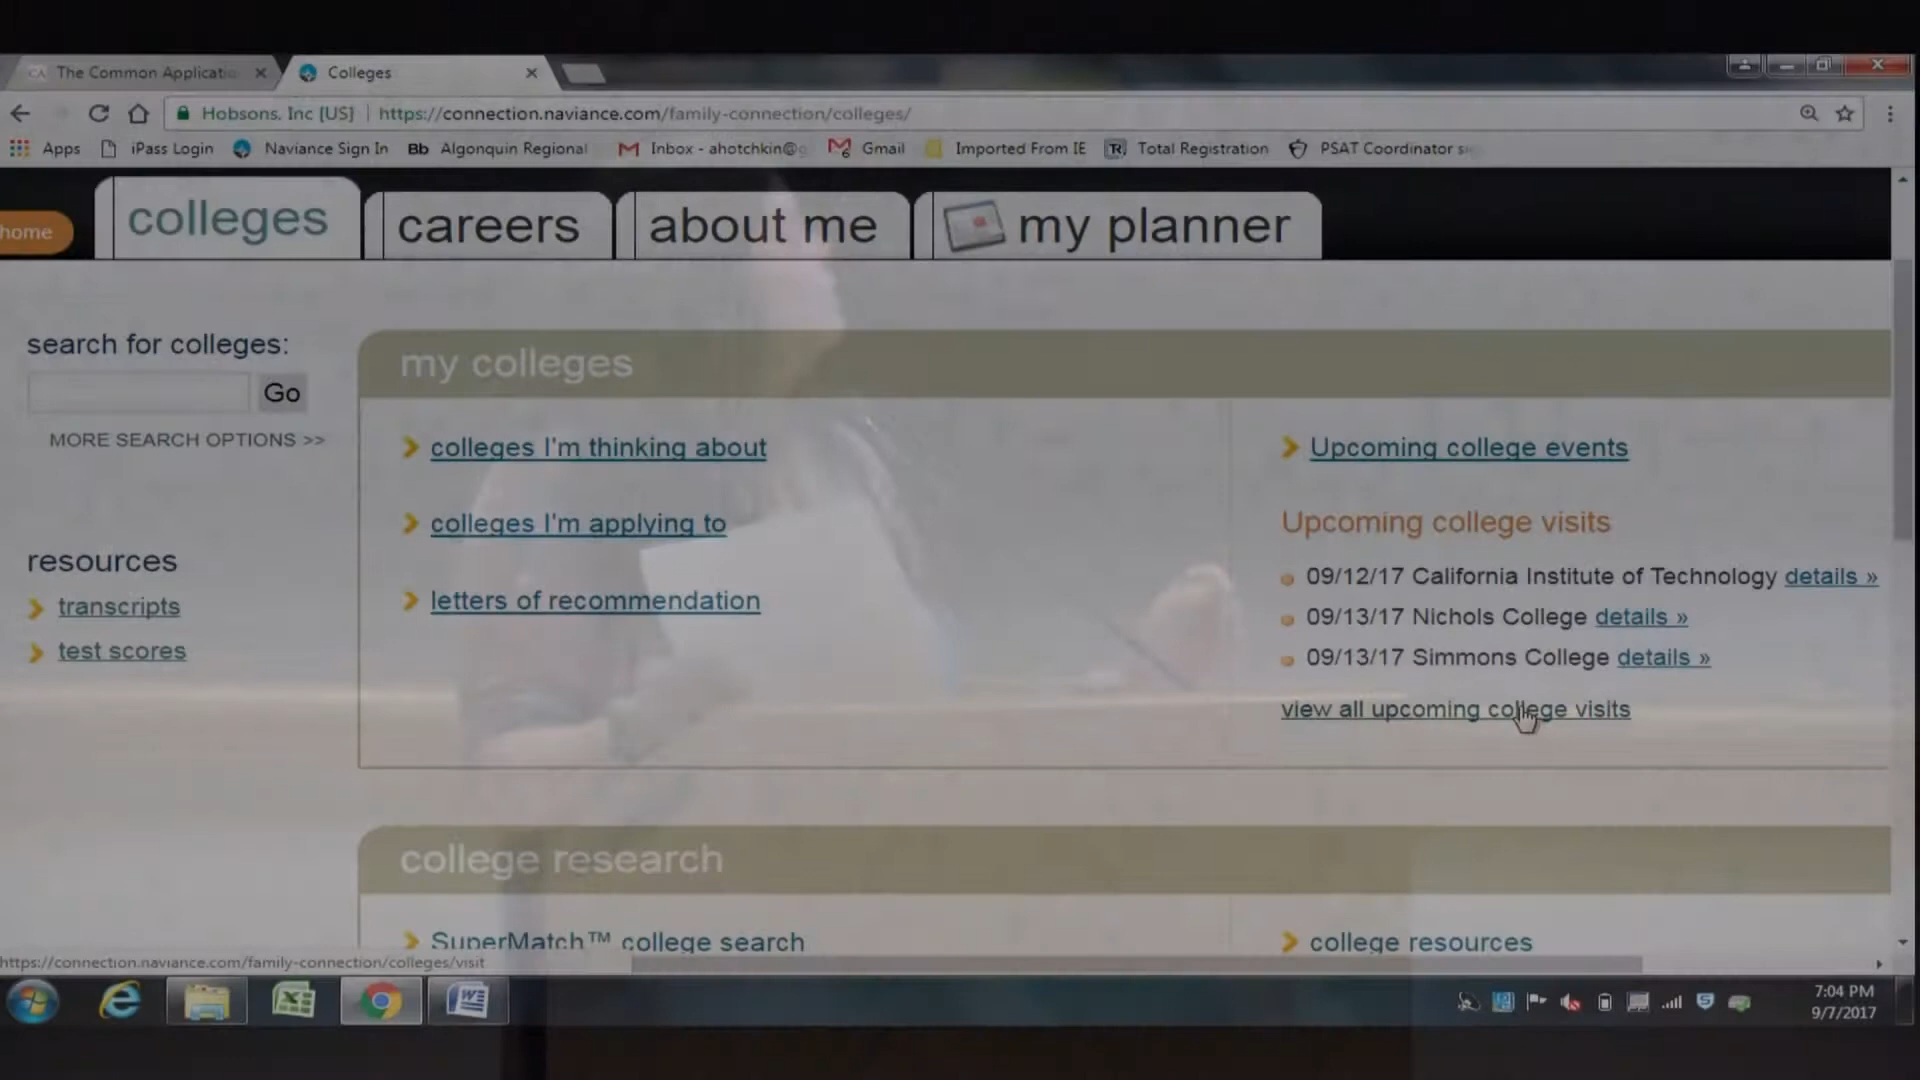 The Common Applicati
Colleges
Hobsons, Inc [US] | https://connection.naviance.com/family-connection/colleges/
Apps iPass Login Naviance Sign In Bb Algonquin Regional Inbox - ahotchkin@g Gmail Imported From IE Total Registration PSAT Coordinator
home colleges careers about me my planner
search for colleges:
Go
MORE SEARCH OPTIONS >>
resources
transcripts
test scores
my colleges
colleges I'm thinking about
colleges I'm applying to
letters of recommendation
Upcoming college events
Upcoming college visits
09/12/17 California Institute of Technology details »
09/13/17 Nichols College details »
09/13/17 Simmons College details »
view all upcoming college visits
college research
SuperMatch™ college search
college resources
https://connection.naviance.com/family-connection/colleges/visit
7:04 PM
9/7/2017